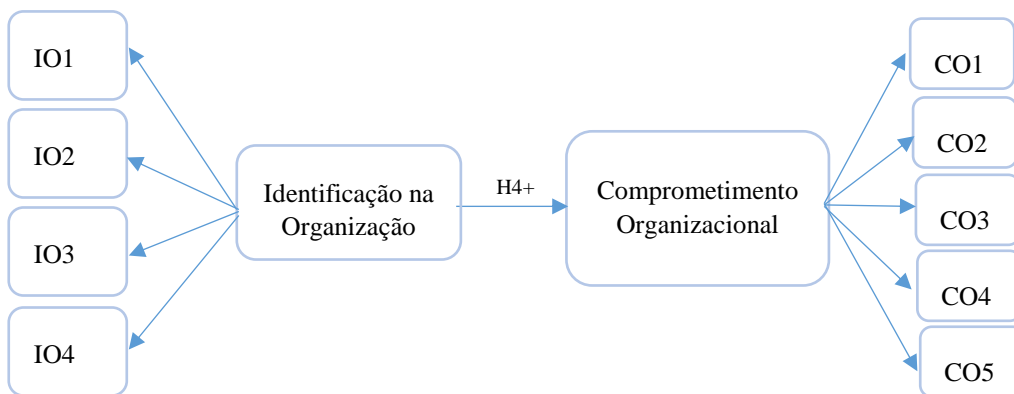 IO1
IO2
IO3
IO4
Identificação na
Organização
H4+
Comprometimento
Organizacional
CO1
CO2
CO3
CO4
CO5